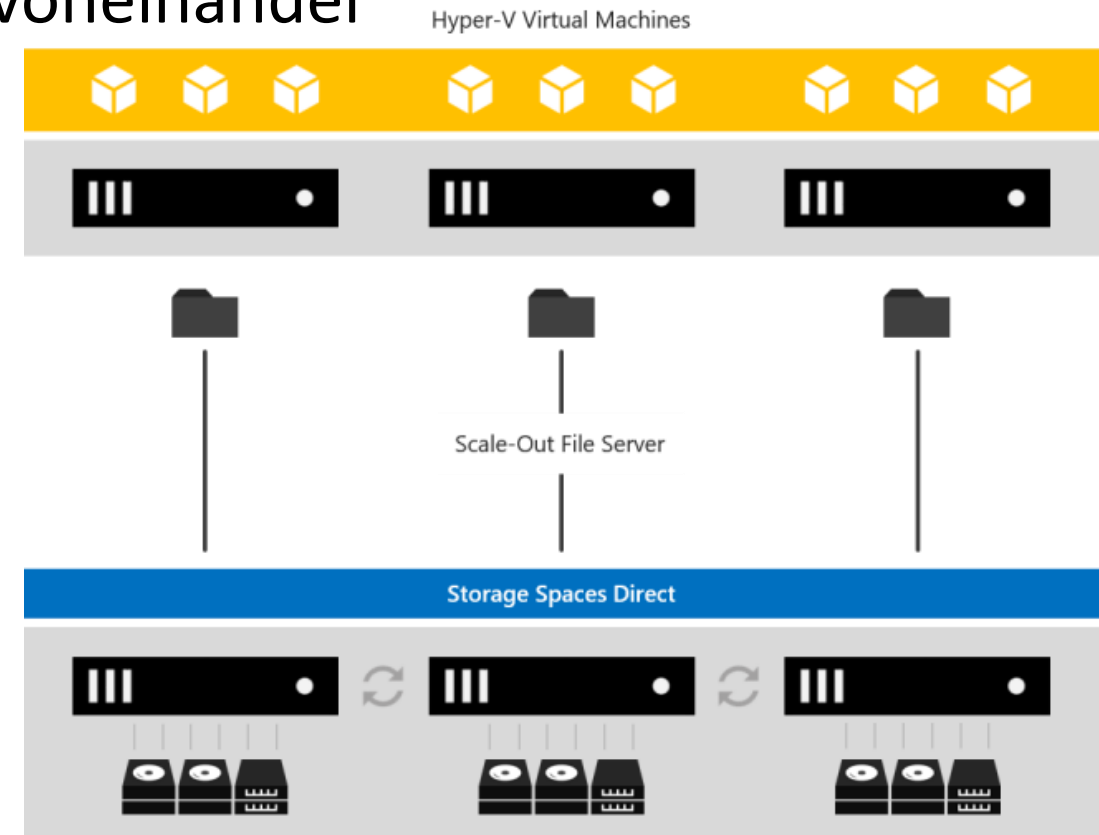 voneinander
Hyper-V Virtual Machines
Scale-Out File Server
Storage Spaces Direct